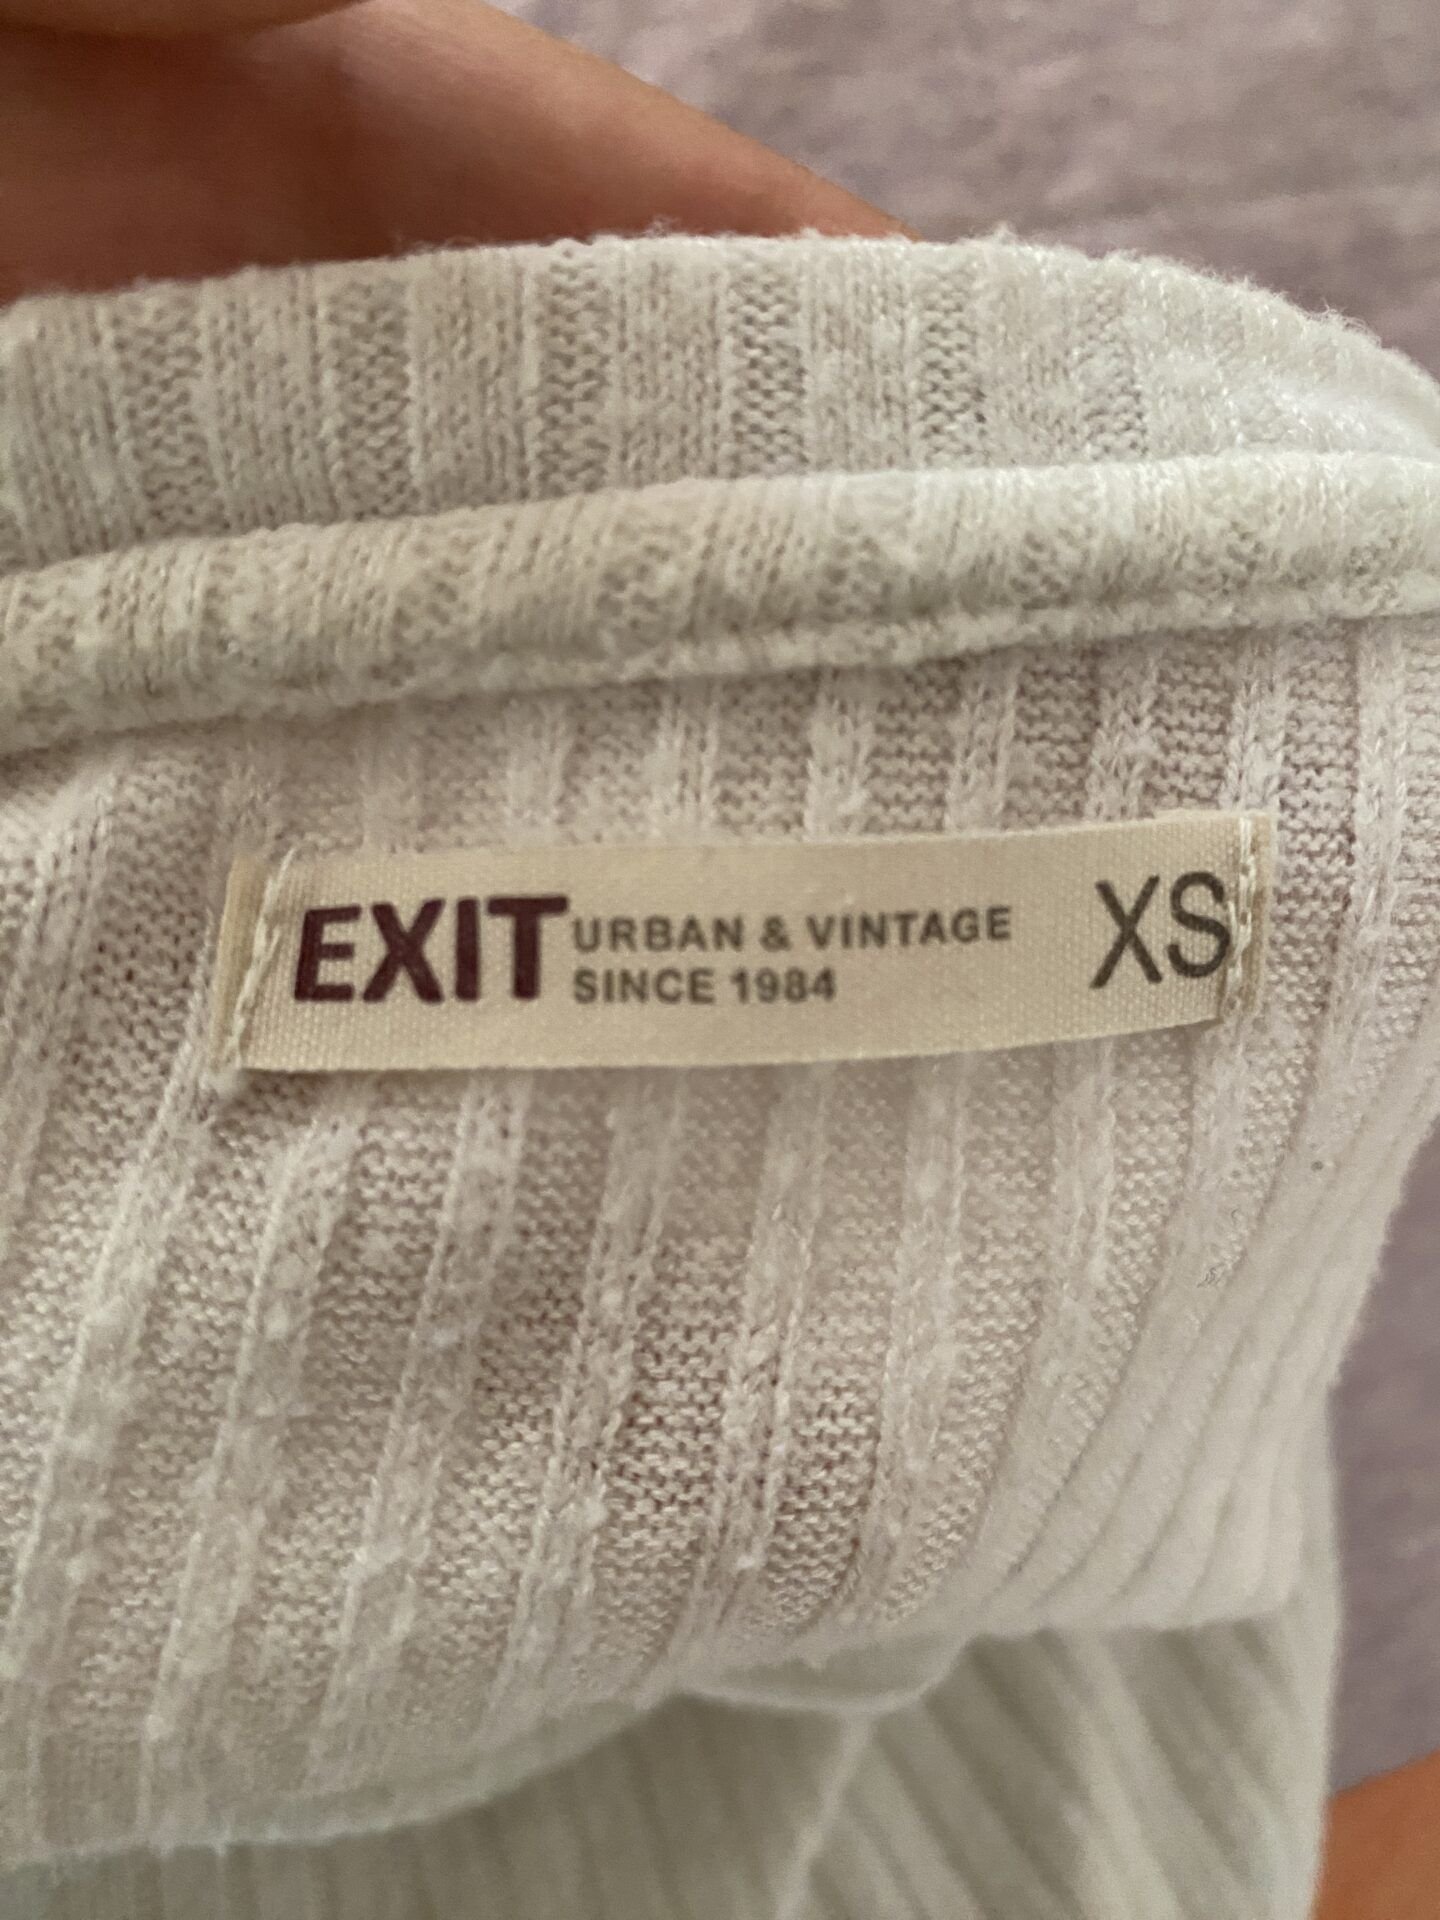 EXIT URBAN & VINTAGE XS
SINCE 1984